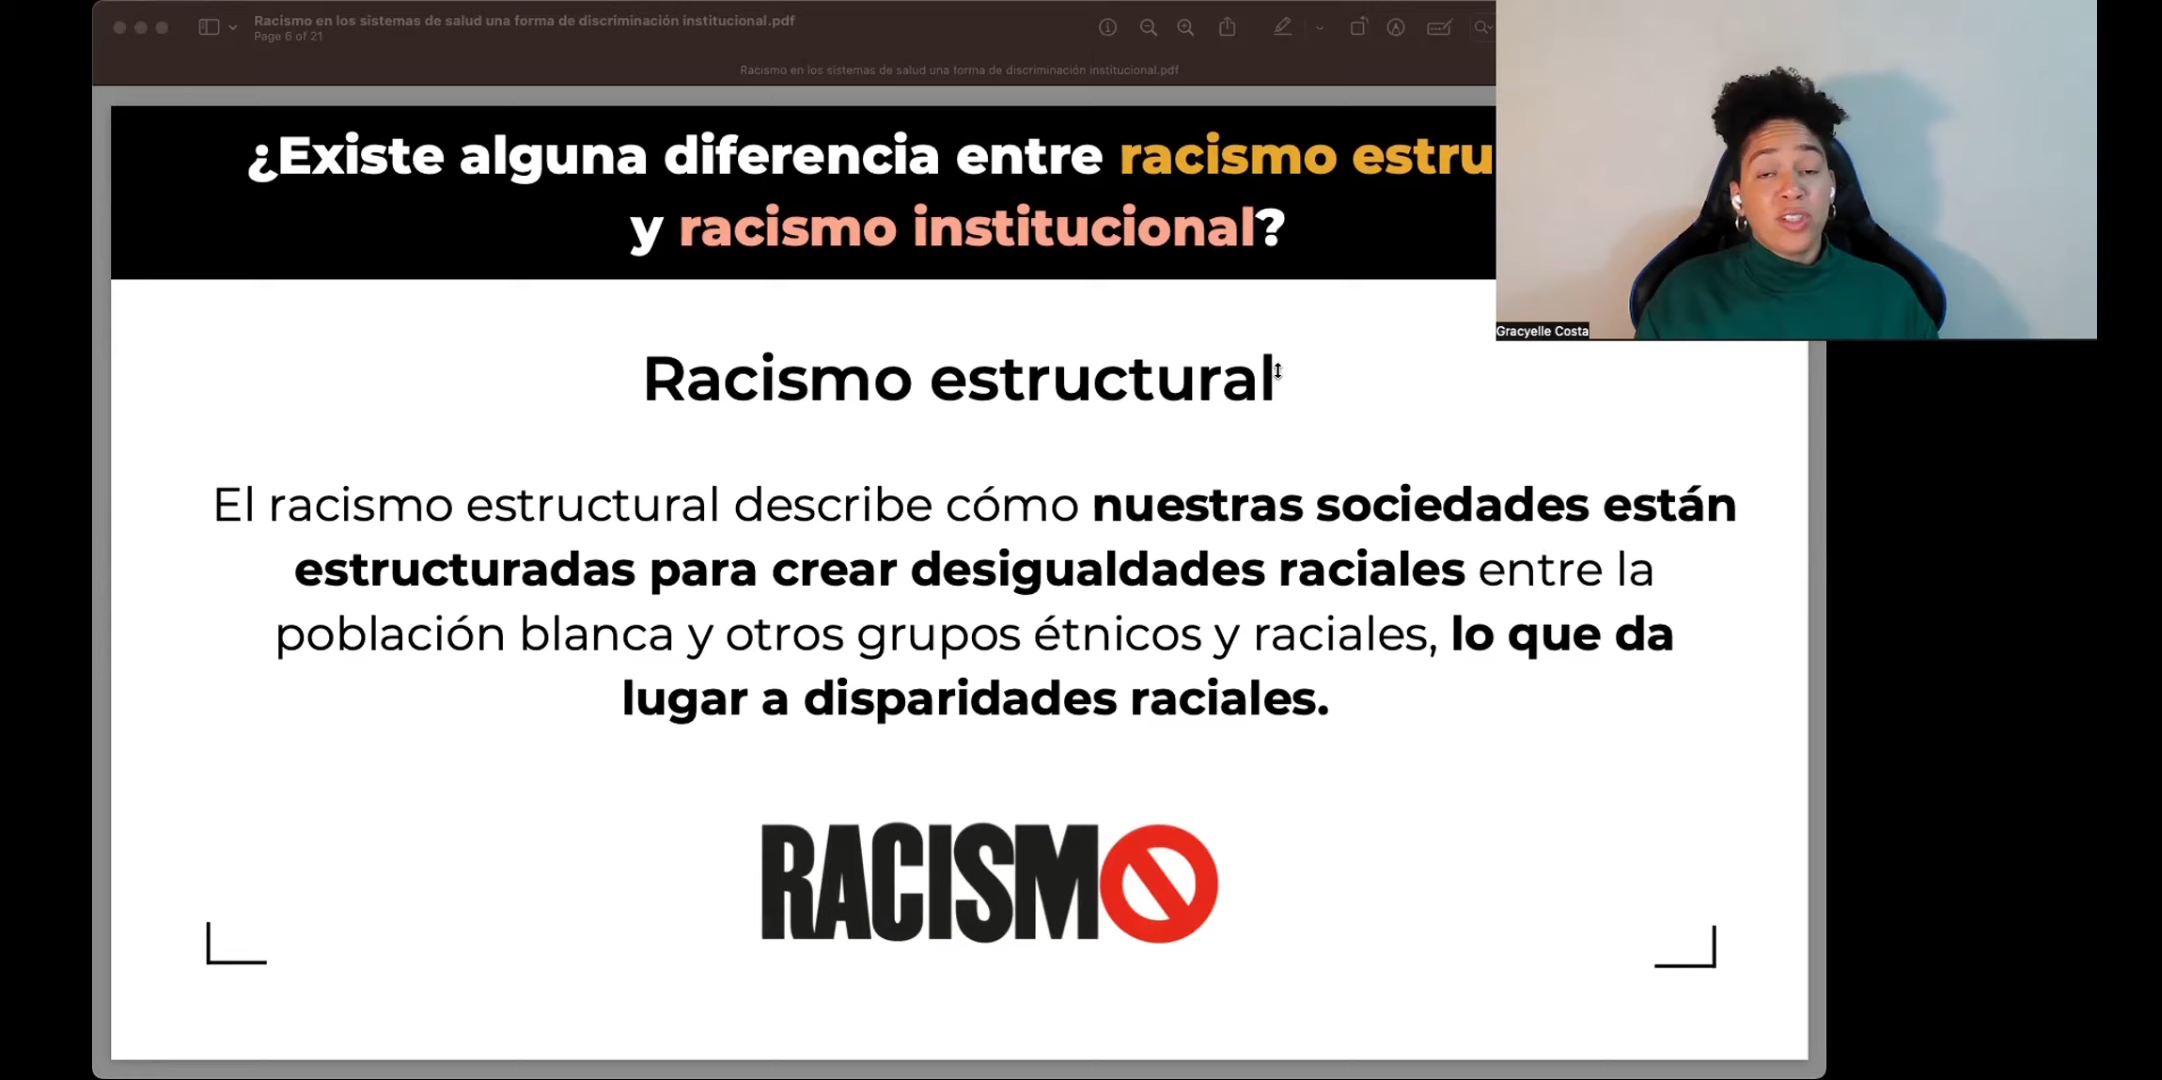 Racismo en los sistemas de salud una forma de discriminación institucional.pdf
Page 6 of 21
Racismo en los sistemas de salud una forma de discriminación institucional.pdf
¿Existe alguna diferencia entre racismo estru
y racismo institucional?
Gracyelle Costa
Racismo estructural
El racismo estructural describe cómo nuestras sociedades están
estructuradas para crear desigualdades raciales entre la
población blanca y otros grupos étnicos y raciales, lo que da
lugar a disparidades raciales.
RACISMO